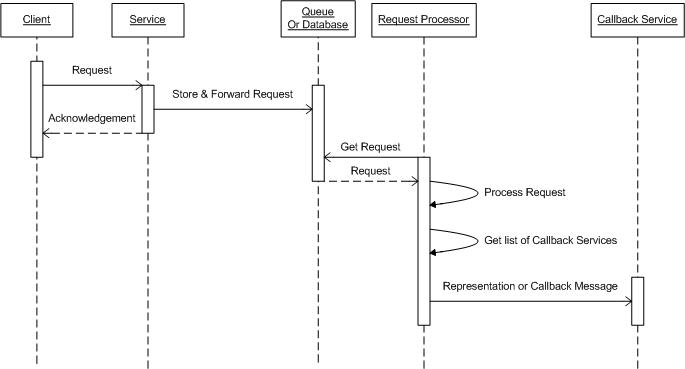 Client
Service
Queue
Or Database
Request Processor
Callback Service
Request
Store & Forward Request
Acknowledgement
Get Request
Request
Process Request
Get list of Callback Services
Representation or Callback Message